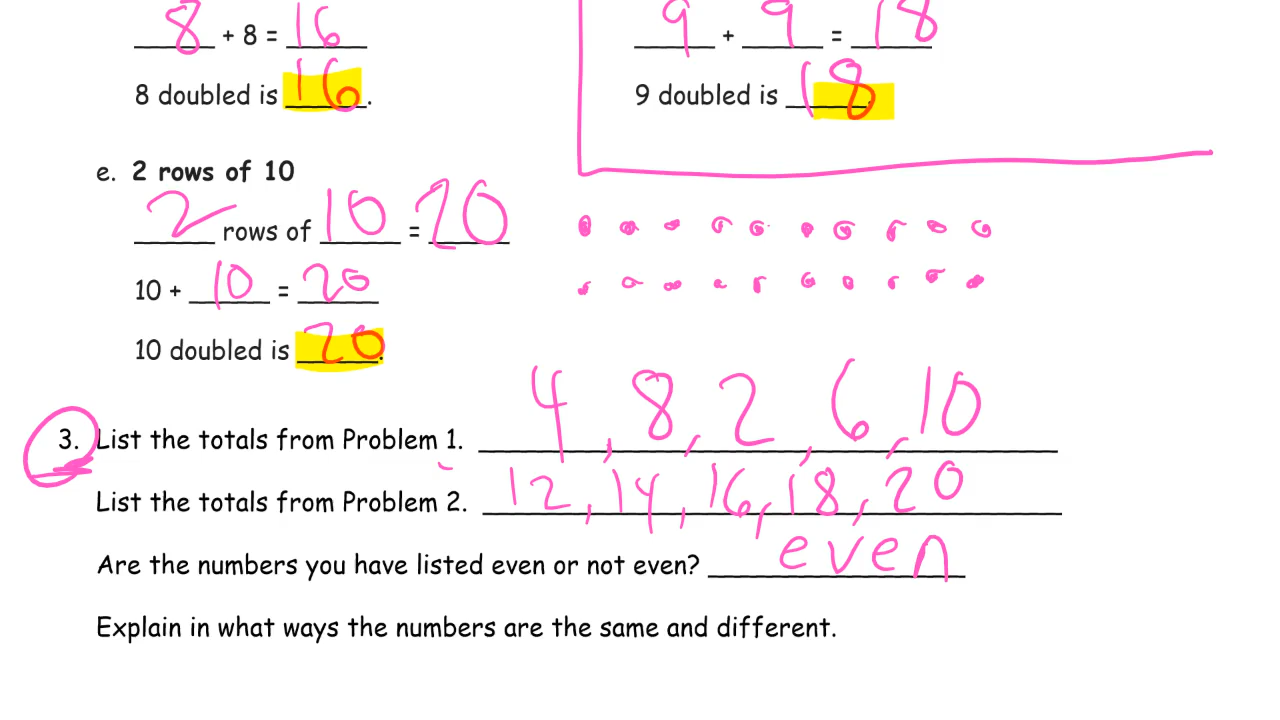 8 + 8 = 16
8 doubled is 16.
9 + 9 = 18
9 doubled is 18.
e. 2 rows of 10
2 rows of 10 = 20
10 + 10 = 20
10 doubled is 20.
3. List the totals from Problem 1. 4, 8, 2, 6, 10
List the totals from Problem 2. 12, 14, 16, 18, 20
Are the numbers you have listed even or not even? even
Explain in what ways the numbers are the same and different.